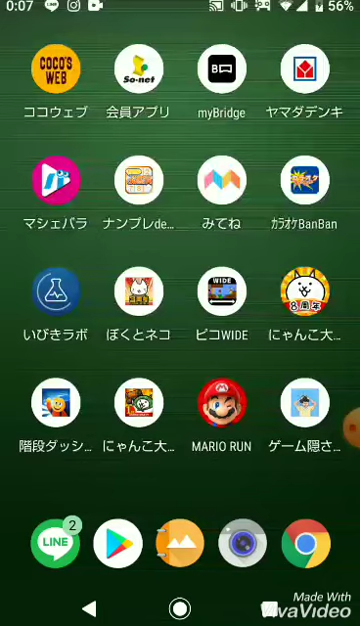 0:07 56%
COCO'S WEB So-net B
ココウェブ 会員アプリ myBridge ヤマダデンキ
マシェバラ ナンプレde... みてね カラオケBanBan
WIDE 8周年
いびきラボ ぼくとネコ ピコWIDE にゃんこ大...
階段ダッシ... にゃんこ大... MARIO RUN ゲーム隠さ...
LINE 2
Made With
VivaVideo